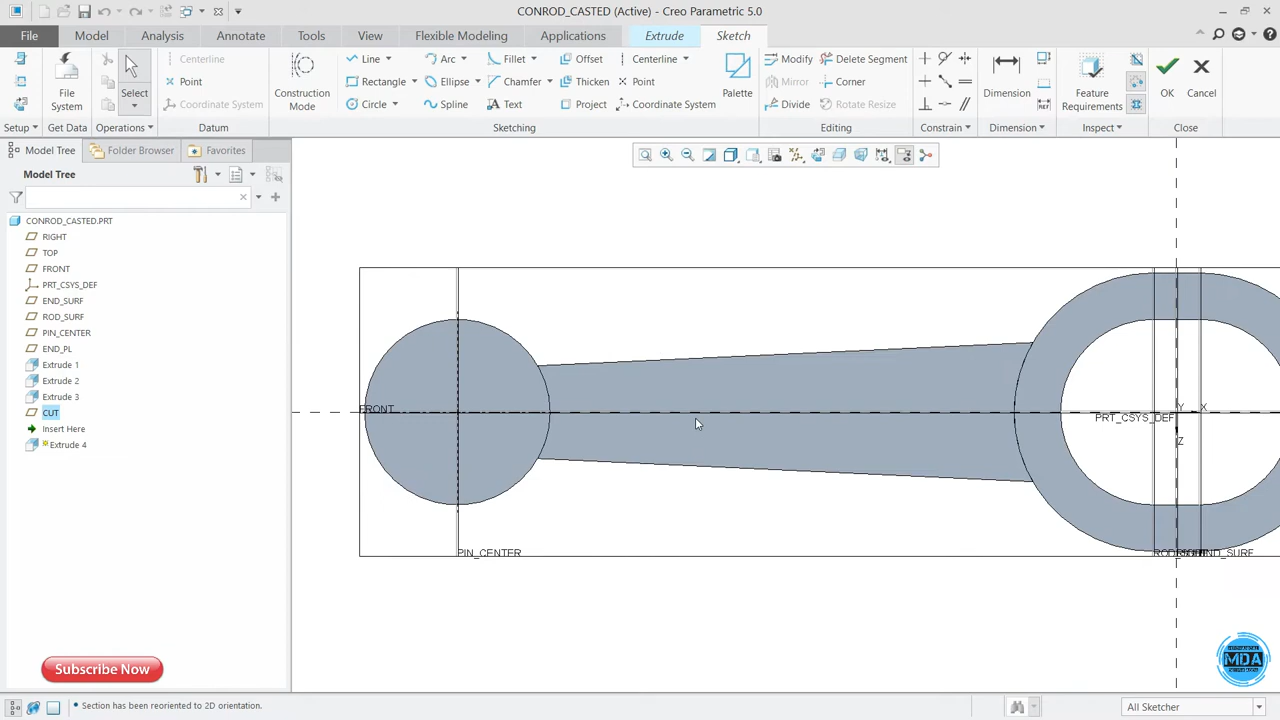 CONROD_CASTED (Active) - Creo Parametric 5.0
File Model Analysis Annotate Tools View Flexible Modeling Applications Extrude Sketch
File System
Select
Centerline
Point
Coordinate System
Construction Mode
Line Arc Fillet Offset Centerline
Rectangle Ellipse Chamfer Thicken Point
Circle Spline Text Project Coordinate System
Palette
Modify Delete Segment
Mirror Corner
Divide Rotate Resize
Dimension
Feature Requirements
OK
Cancel
Setup Get Data Operations Datum Sketching Editing Constrain Dimension Inspect Close
Model Tree Folder Browser Favorites
Model Tree
CONROD_CASTED.PRT
RIGHT
TOP
FRONT
PRT_CSYS_DEF
END_SURF
ROD_SURF
PIN_CENTER
END_PL
Extrude 1
Extrude 2
Extrude 3
CUT
Insert Here
Extrude 4
FRONT
Y X
PRT_CSYS_DEF
Z
PIN_CENTER
END_SURF
Subscribe Now
MDA
Section has been reoriented to 2D orientation.
All Sketcher